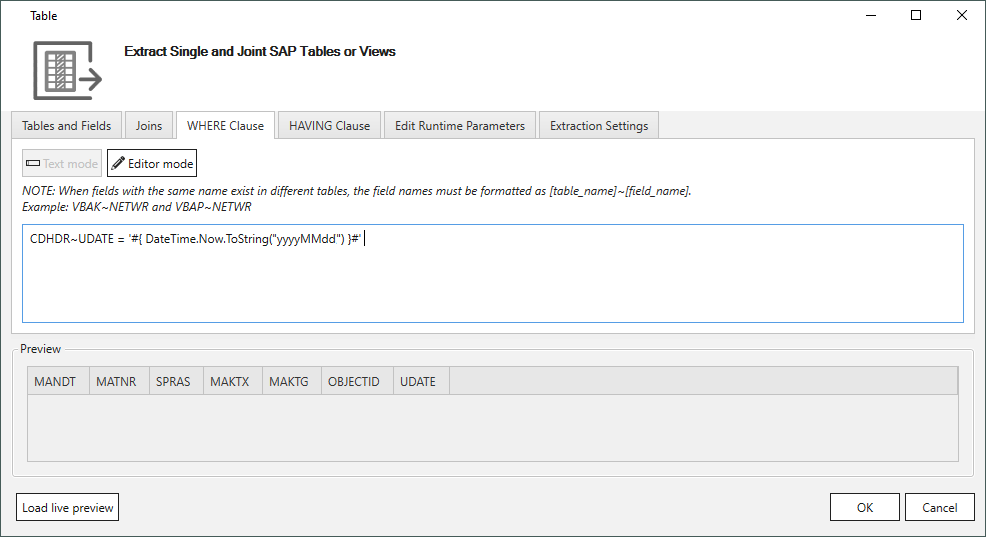 Table
Extract Single and Joint SAP Tables or Views
Tables and Fields Joins WHERE Clause HAVING Clause Edit Runtime Parameters Extraction Settings
Text mode Editor mode
NOTE: When fields with the same name exist in different tables, the field names must be formatted as [table_name]~[field_name].
Example: VBAK~NETWR and VBAP~NETWR
CDHDR~UDATE = '#{ DateTime.Now.ToString("yyyyMMdd") }#'
Preview
MANDT MATNR SPRAS MAKTX MAKTG OBJECTID UDATE
Load live preview OK Cancel